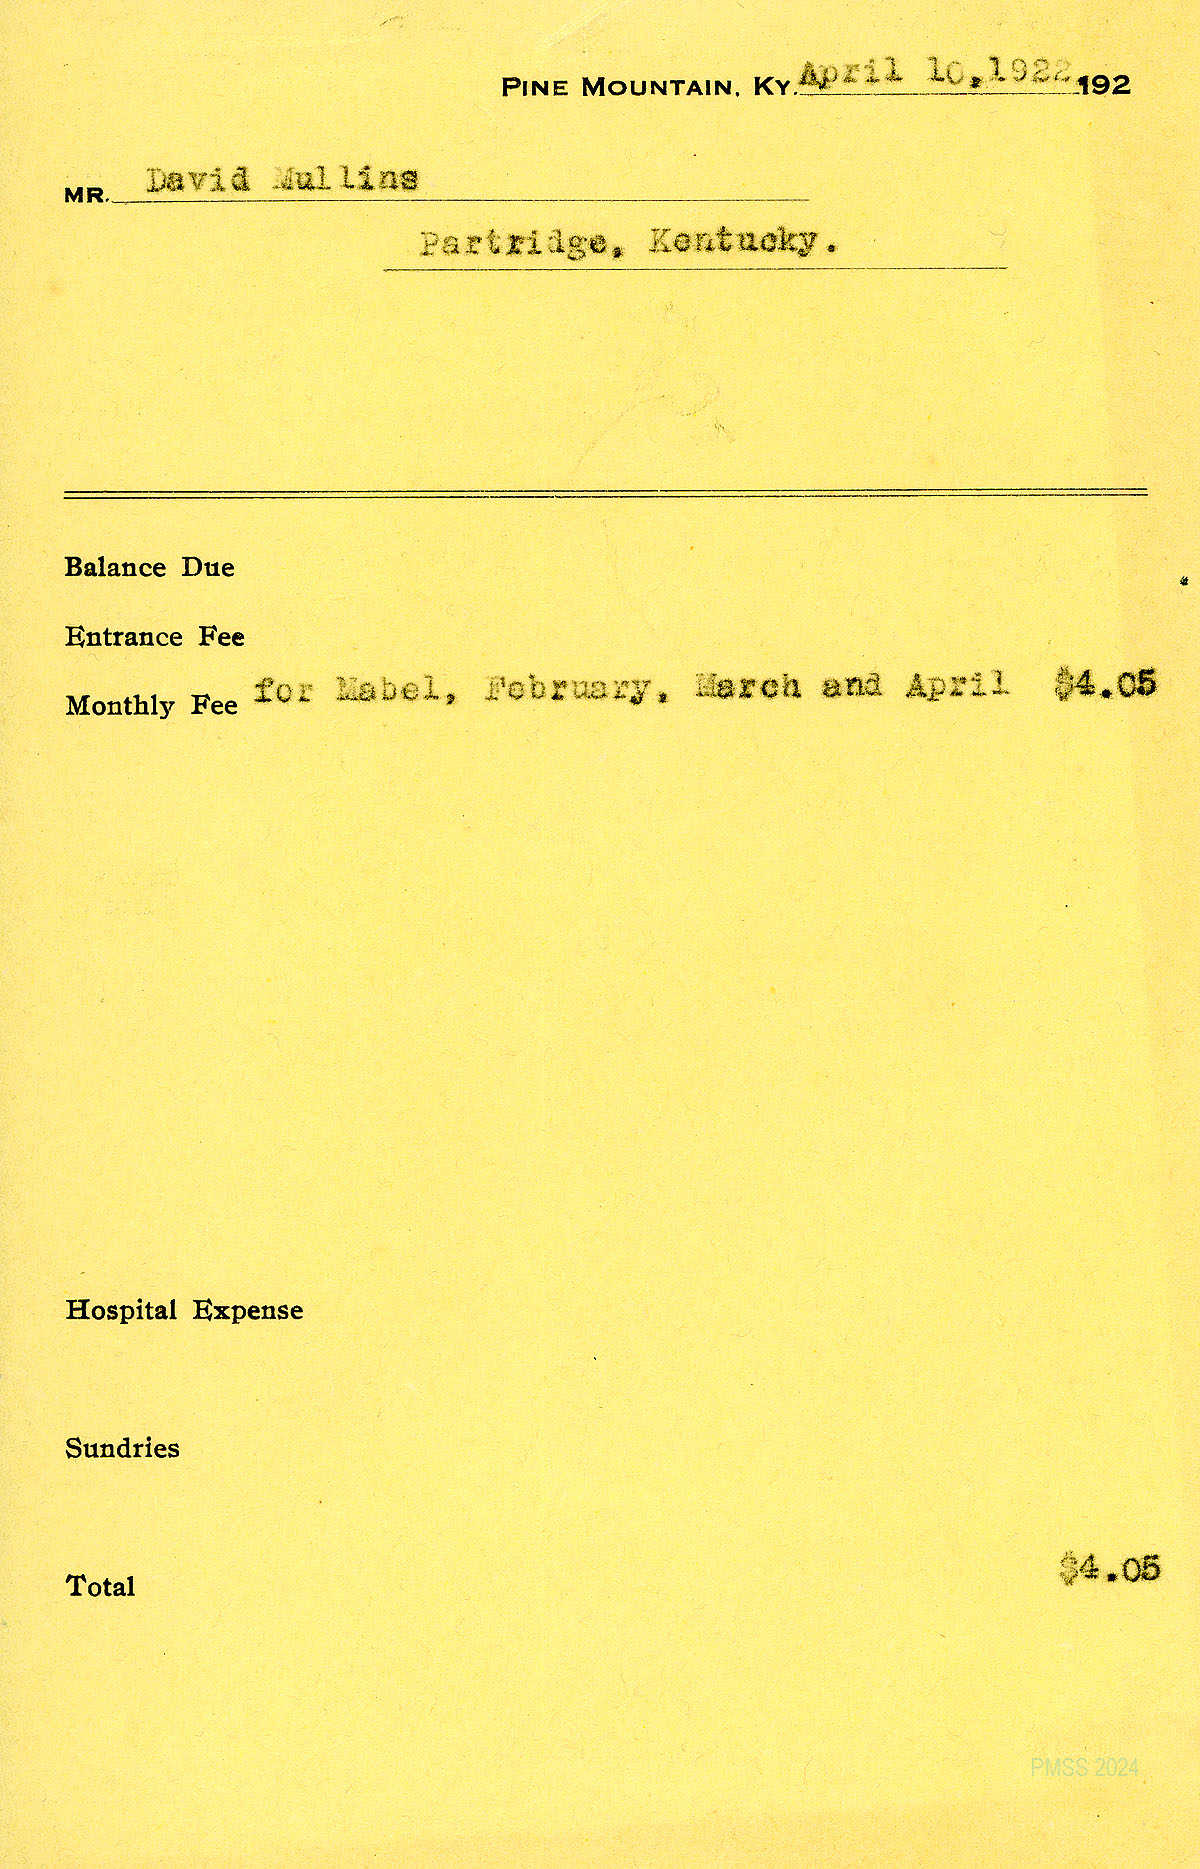 PINE MOUNTAIN, KY. April 10,1922,192
MR. David Mullins
Partridge, Kentucky.
Balance Due
Entrance Fee
Monthly Fee for Mabel, February, March and April $4.05
Hospital Expense
Sundries
Total $4.05
PMSS 2024